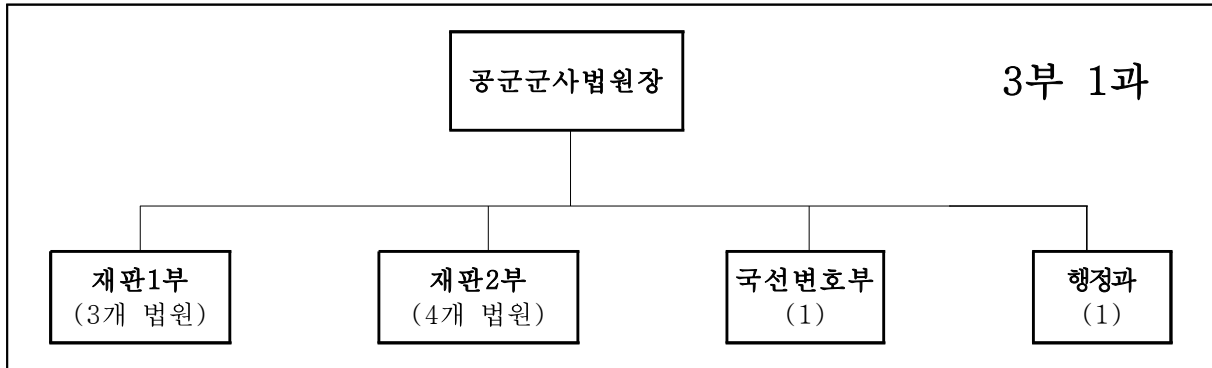 공군군사법원장
3부 1과
재판1부
(3개 법원)
재판2부
(4개 법원)
국선변호부
(1)
행정과
(1)